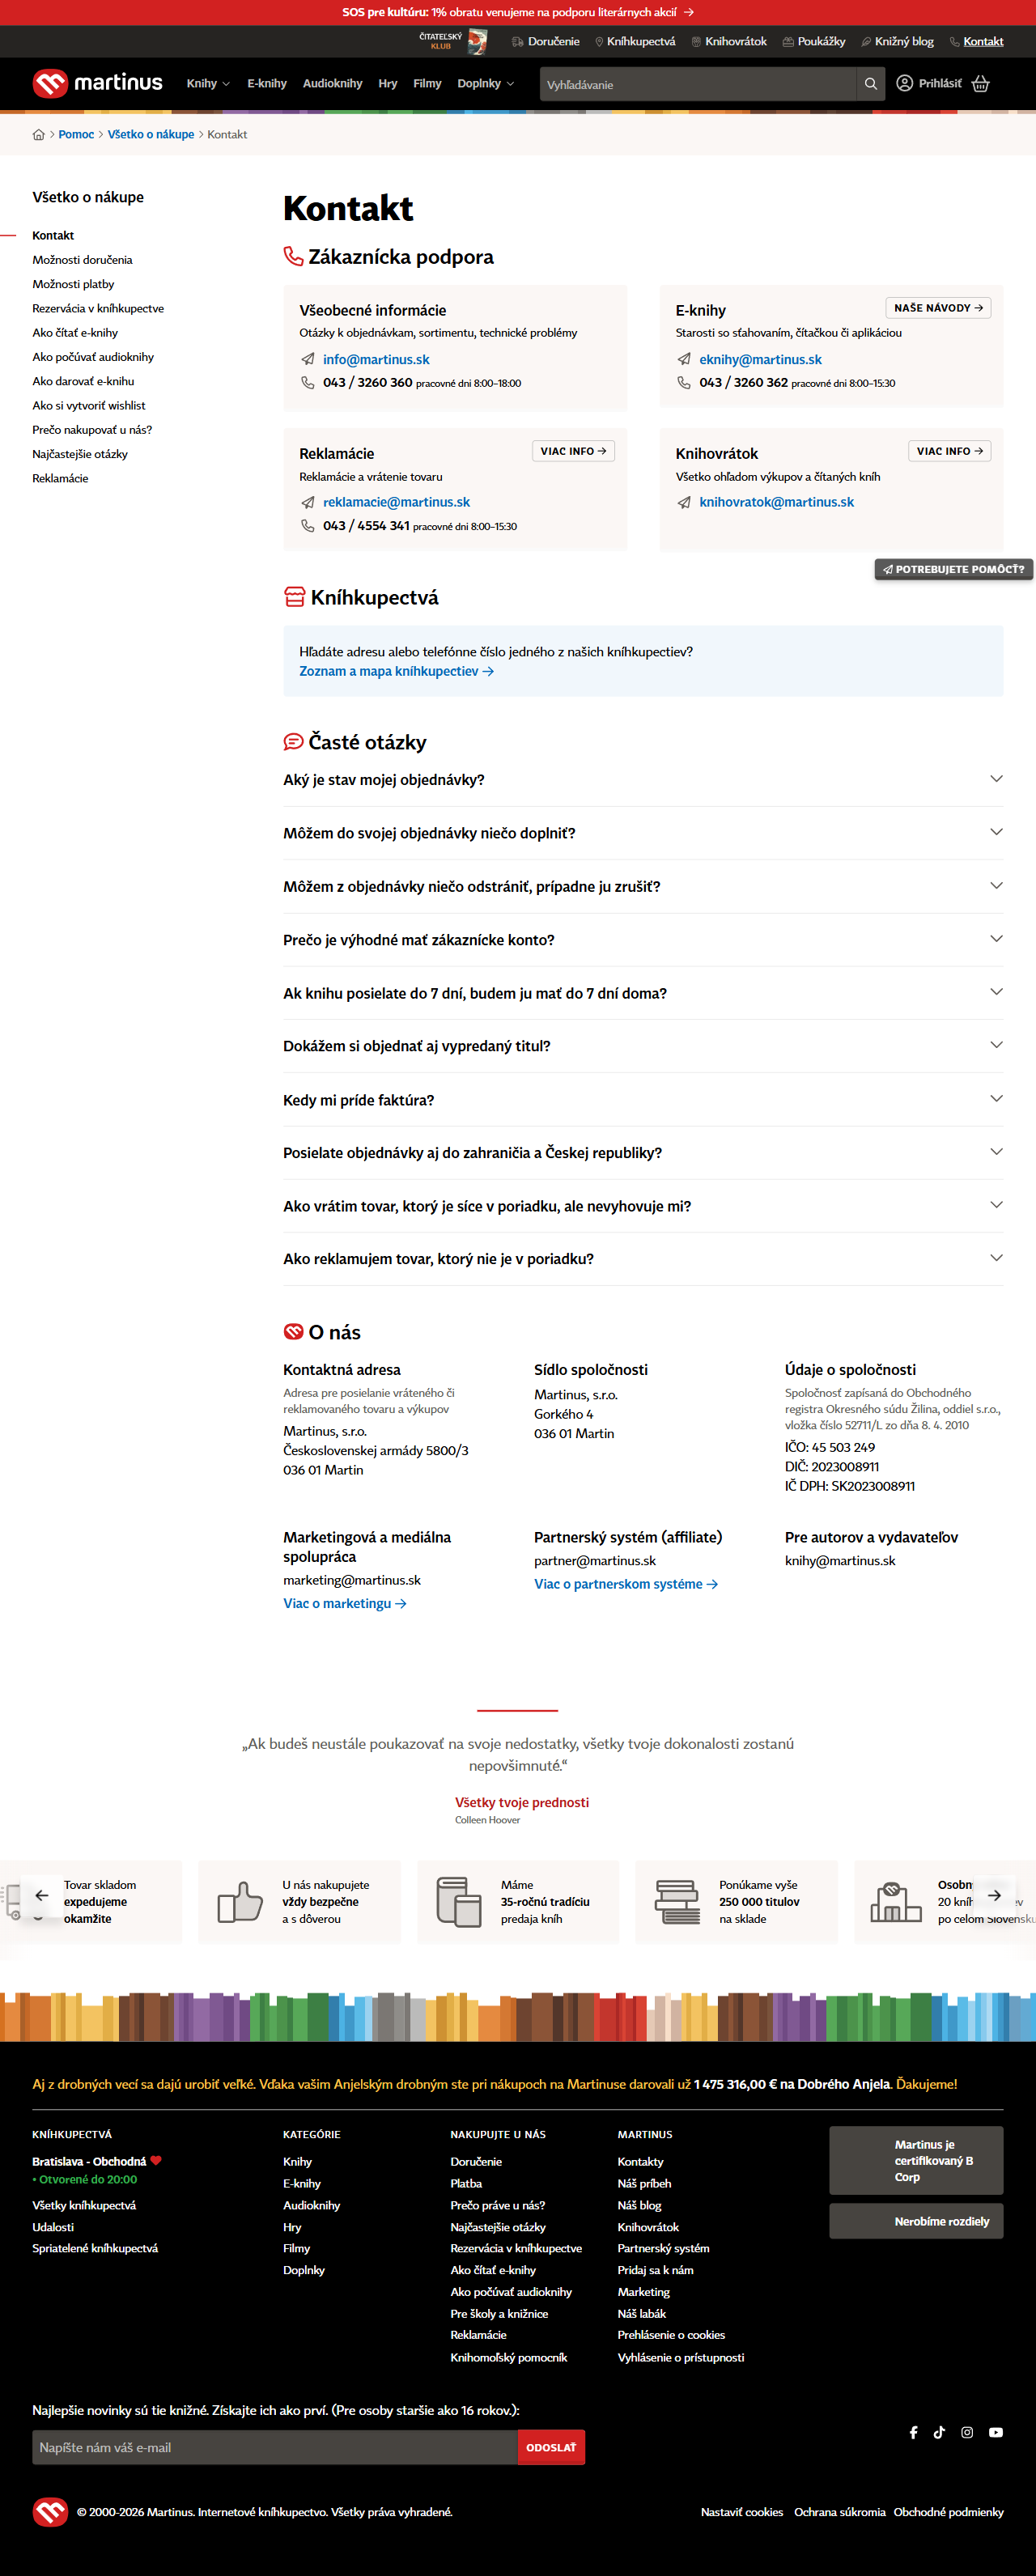 SOS pre kultúru: 1% obratu venujeme na podporu literárnych akcií →
ČITATEĽSKÝ
KLUB
Doručenie
Kníhkupectvá
Knihovrátok
Poukážky
Knižný blog
Kontakt
martinus
Knihy
E-knihy
Audioknihy
Hry
Filmy
Doplnky
Vyhľadávanie
Prihlásiť
Pomoc > Všetko o nákupe > Kontakt
Všetko o nákupe
Kontakt
Možnosti doručenia
Možnosti platby
Rezervácia v kníhkupectve
Ako čítať e-knihy
Ako počúvať audioknihy
Ako darovať e-knihu
Ako si vytvoriť wishlist
Prečo nakupovať u nás?
Najčastejšie otázky
Reklamácie
Kontakt
Zákaznícka podpora
Všeobecné informácie
Otázky k objednávkam, sortimentu, technické problémy
info@martinus.sk
043 / 3260 360 pracovné dni 8:00–18:00
E-knihy
NAŠE NÁVODY →
Starosti so sťahovaním, čítačkou či aplikáciou
eknihy@martinus.sk
043 / 3260 362 pracovné dni 8:00–15:30
Reklamácie
VIAC INFO →
Reklamácie a vrátenie tovaru
reklamacie@martinus.sk
043 / 4554 341 pracovné dni 8:00–15:30
Knihovrátok
VIAC INFO →
Všetko ohľadom výkupov a čítaných kníh
knihovratok@martinus.sk
POTREBUJETE POMÔCŤ?
Kníhkupectvá
Hľadáte adresu alebo telefónne číslo jedného z našich kníhkupectiev?
Zoznam a mapa kníhkupectiev →
Časté otázky
Aký je stav mojej objednávky?
Môžem do svojej objednávky niečo doplniť?
Môžem z objednávky niečo odstrániť, prípadne ju zrušiť?
Prečo je výhodné mať zákaznícke konto?
Ak knihu posielate do 7 dní, budem ju mať do 7 dní doma?
Dokážem si objednať aj vypredaný titul?
Kedy mi príde faktúra?
Posielate objednávky aj do zahraničia a Českej republiky?
Ako vrátim tovar, ktorý je síce v poriadku, ale nevyhovuje mi?
Ako reklamujem tovar, ktorý nie je v poriadku?
O nás
Kontaktná adresa
Adresa pre posielanie vráteného či
reklamovaného tovaru a výkupov
Martinus, s.r.o.
Československej armády 5800/3
036 01 Martin
Sídlo spoločnosti
Martinus, s.r.o.
Gorkého 4
036 01 Martin
Údaje o spoločnosti
Spoločnosť zapísaná do Obchodného
registra Okresného súdu Žilina, oddiel s.r.o.,
vložka číslo 52711/L zo dňa 8. 4. 2010
IČO: 45 503 249
DIČ: 2023008911
IČ DPH: SK2023008911
Marketingová a mediálna
spolupráca
marketing@martinus.sk
Viac o marketingu →
Partnerský systém (affiliate)
partner@martinus.sk
Viac o partnerskom systéme →
Pre autorov a vydavateľov
knihy@martinus.sk
„Ak budeš neustále poukazovať na svoje nedostatky, všetky tvoje dokonalosti zostanú
nepovšimnuté.“
Všetky tvoje prednosti
Colleen Hoover
Tovar skladom
expedujeme
okamžite
U nás nakupujete
vždy bezpečne
a s dôverou
Máme
35-ročnú tradíciu
predaja kníh
Ponúkame vyše
250 000 titulov
na sklade
Osobn
20 kníh
po celom Slovensku
Aj z drobných vecí sa dajú urobiť veľké. Vďaka vašim Anjelským drobným ste pri nákupoch na Martinuse darovali už 1 475 316,00 € na Dobrého Anjela. Ďakujeme!
KNÍHKUPECTVÁ
Bratislava - Obchodná
• Otvorené do 20:00
Všetky kníhkupectvá
Udalosti
Spriatelené kníhkupectvá
KATEGÓRIE
Knihy
E-knihy
Audioknihy
Hry
Filmy
Doplnky
NAKUPUJTE U NÁS
Doručenie
Platba
Prečo práve u nás?
Najčastejšie otázky
Rezervácia v kníhkupectve
Ako čítať e-knihy
Ako počúvať audioknihy
Pre školy a knižnice
Reklamácie
Knihomoľský pomocník
MARTINUS
Kontakty
Náš príbeh
Náš blog
Knihovrátok
Partnerský systém
Pridaj sa k nám
Marketing
Náš labák
Prehlásenie o cookies
Vyhlásenie o prístupnosti
Martinus je
certifikovaný B
Corp
Nerobíme rozdiely
Najlepšie novinky sú tie knižné. Získajte ich ako prví. (Pre osoby staršie ako 16 rokov.):
Napíšte nám váš e-mail
ODOSLAŤ
© 2000-2026 Martinus. Internetové kníhkupectvo. Všetky práva vyhradené.
Nastaviť cookies
Ochrana súkromia
Obchodné podmienky